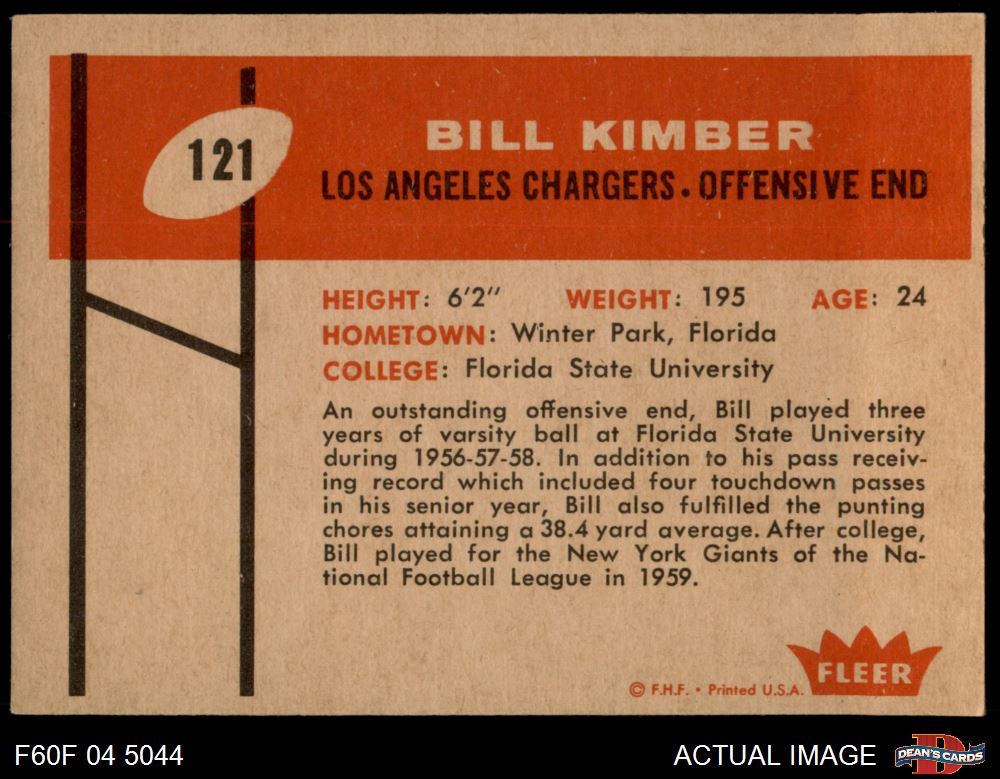 121
BILL KIMBER
LOS ANGELES CHARGERS • OFFENSIVE END
HEIGHT: 6'2" WEIGHT: 195 AGE: 24
HOMETOWN: Winter Park, Florida
COLLEGE: Florida State University
An outstanding offensive end, Bill played three
years of varsity ball at Florida State University
during 1956-57-58. In addition to his pass receiv-
ing record which included four touchdown passes
in his senior year, Bill also fulfilled the punting
chores attaining a 38.4 yard average. After college,
Bill played for the New York Giants of the Na-
tional Football League in 1959.
FLEER
© F.H.F. • Printed U.S.A.
F60F 04 5044
ACTUAL IMAGE
D
DEAN'S CARDS